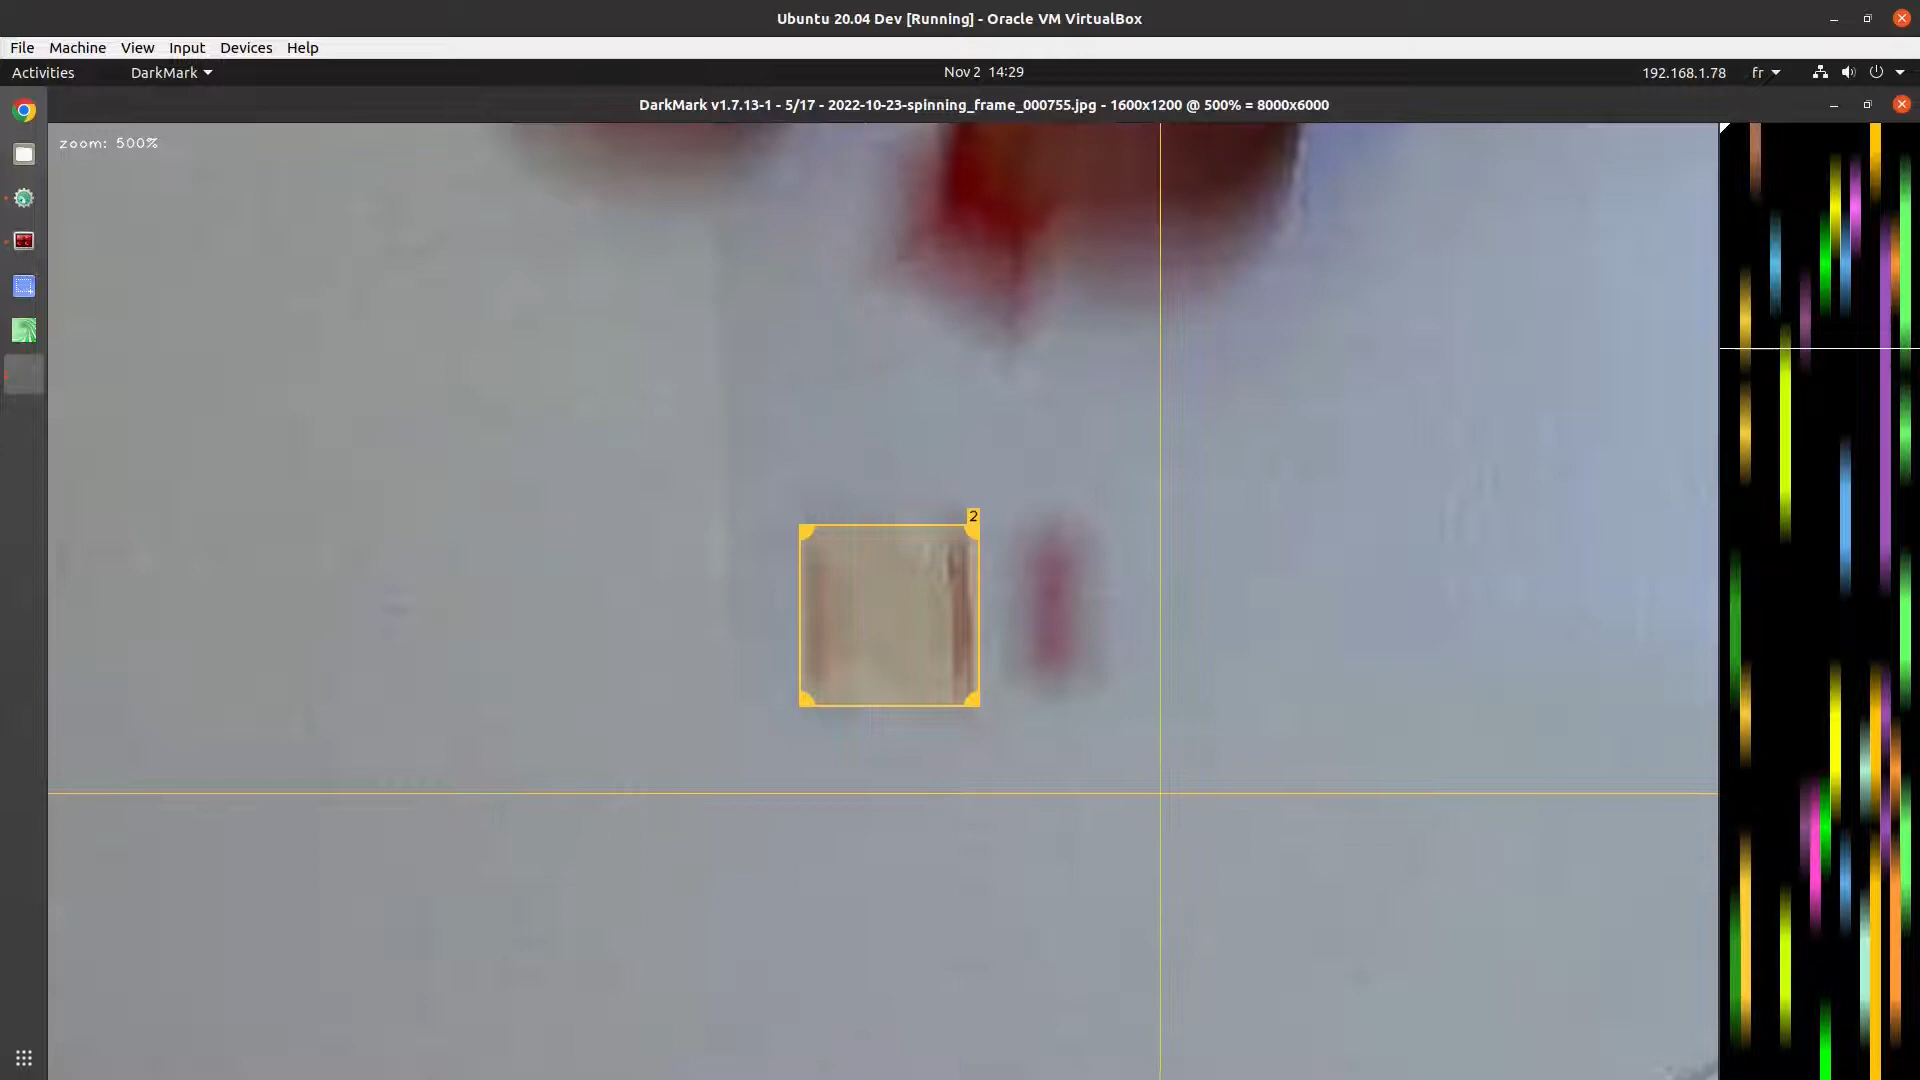 Ubuntu 20.04 Dev [Running] - Oracle VM VirtualBox
File Machine View Input Devices Help
Activities DarkMark Nov 2 14:29 192.168.1.78 fr
DarkMark v1.7.13-1 - 5/17 - 2022-10-23-spinning_frame_000755.jpg - 1600x1200 @ 500% = 8000x6000
zoom: 500%
2